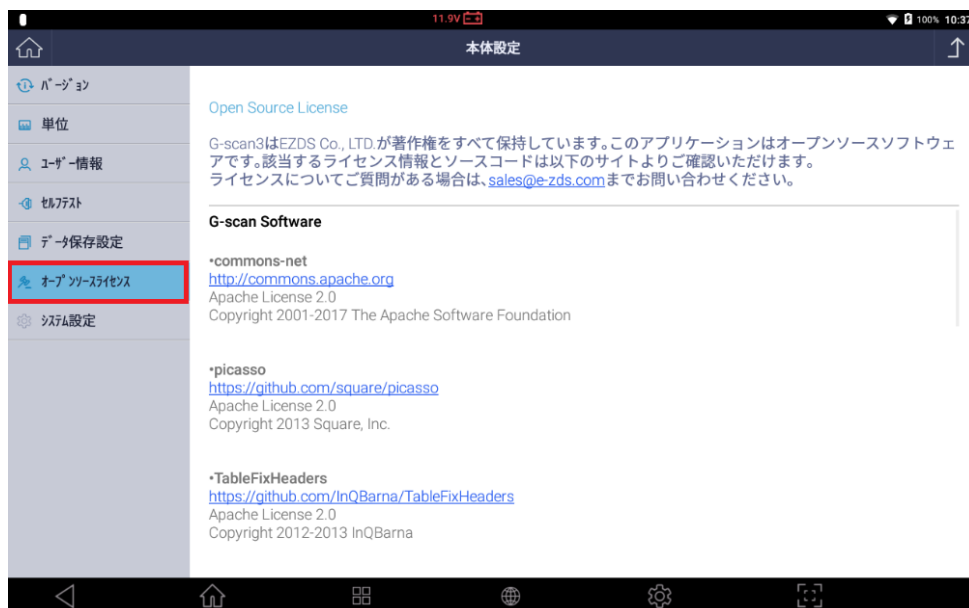 11.9V
100% 10:37
本体設定
ﾊﾞｰｼﾞｮﾝ
単位
ﾕｰｻﾞｰ情報
ｾﾙﾌﾃｽﾄ
ﾃﾞｰﾀ保存設定
ｵｰﾌﾟﾝｿｰｽﾗｲｾﾝｽ
ｼｽﾃﾑ設定
Open Source License
G-scan3はEZDS Co., LTD.が著作権をすべて保持しています。このアプリケーションはオープンソースソフトウェ
アです。該当するライセンス情報とソースコードは以下のサイトよりご確認いただけます。
ライセンスについてご質問がある場合は、sales@e-zds.comまでお問い合わせください。
G-scan Software
•commons-net
http://commons.apache.org
Apache License 2.0
Copyright 2001-2017 The Apache Software Foundation
•picasso
https://github.com/square/picasso
Apache License 2.0
Copyright 2013 Square, Inc.
•TableFixHeaders
https://github.com/InQBarna/TableFixHeaders
Apache License 2.0
Copyright 2012-2013 InQBarna